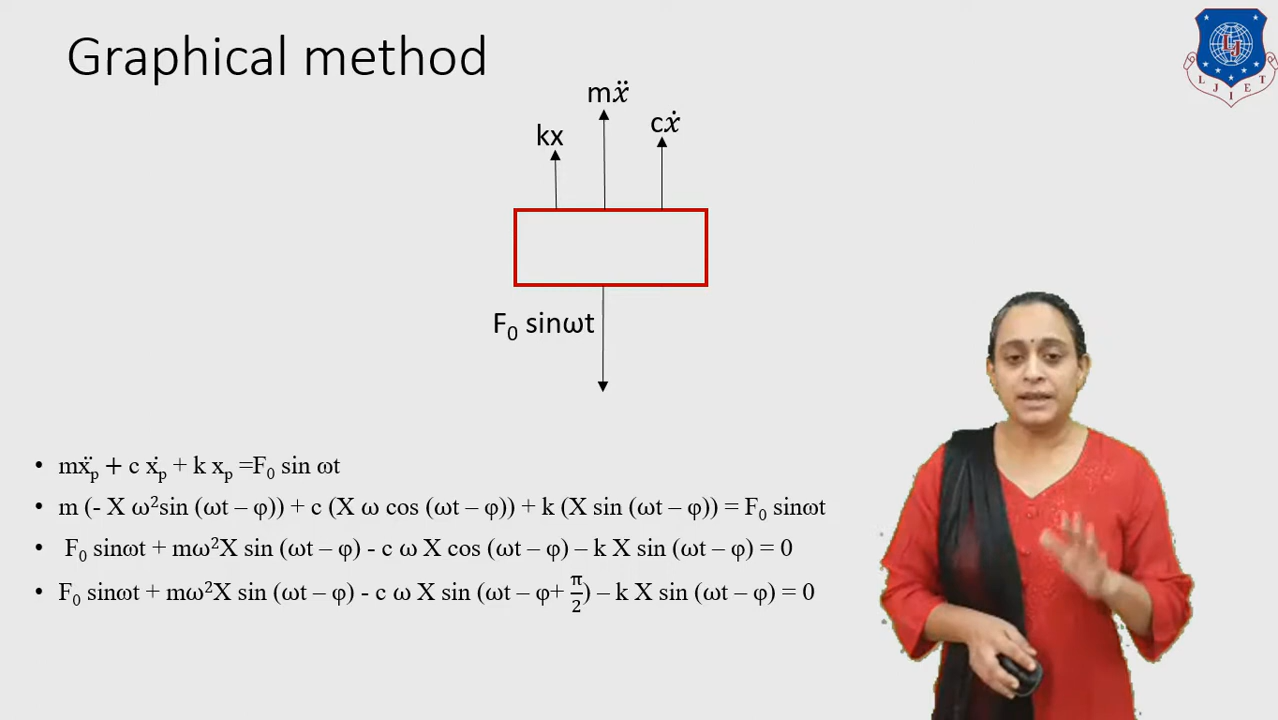 Graphical method
LJIET
mẍ
kx
cẋ
F₀ sinωt
• mẍₚ + c ẋₚ + k xₚ =F₀ sin ωt
• m (- X ω²sin (ωt – φ)) + c (X ω cos (ωt – φ)) + k (X sin (ωt – φ)) = F₀ sinωt
• F₀ sinωt + mω²X sin (ωt – φ) - c ω X cos (ωt – φ) – k X sin (ωt – φ) = 0
• F₀ sinωt + mω²X sin (ωt – φ) - c ω X sin (ωt – φ+ π/2) – k X sin (ωt – φ) = 0